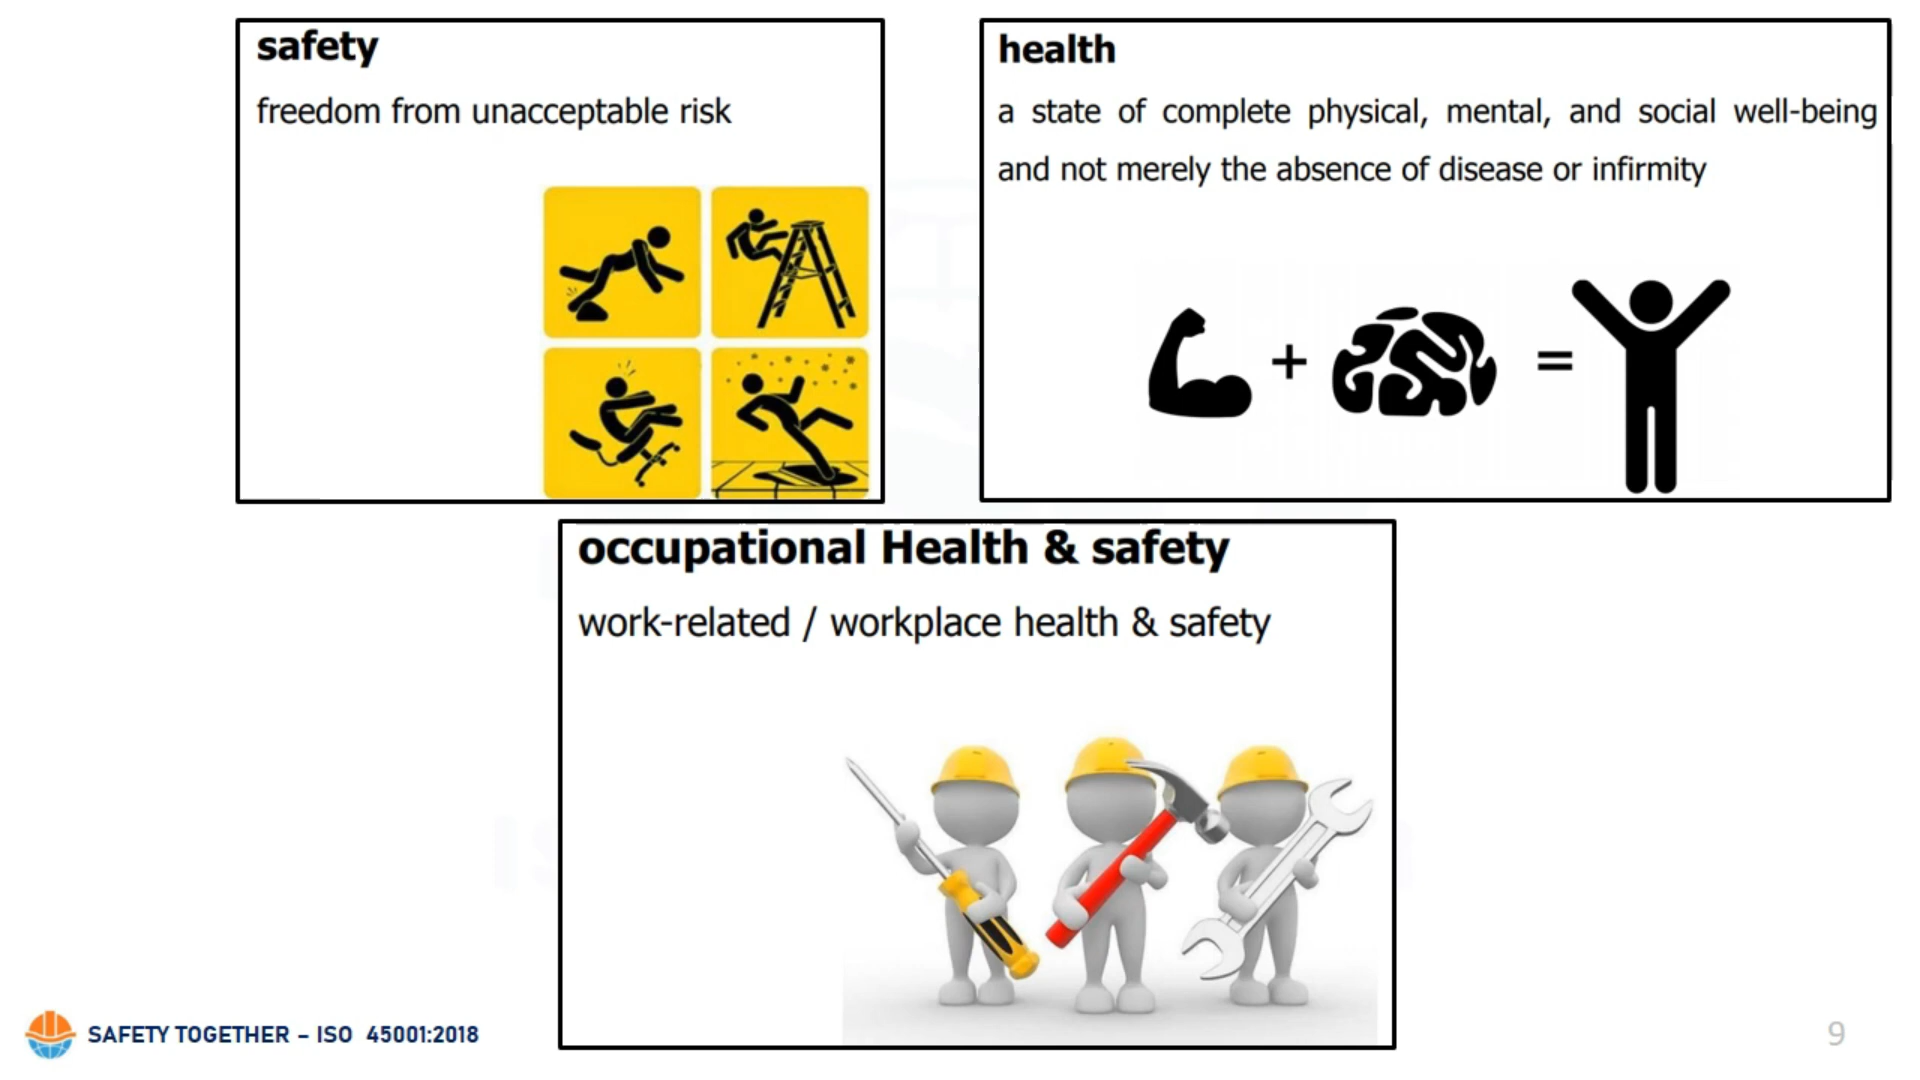 safety
freedom from unacceptable risk
health
a state of complete physical, mental, and social well-being
and not merely the absence of disease or infirmity
+
=
occupational Health & safety
work-related / workplace health & safety
SAFETY TOGETHER – ISO 45001:2018
9